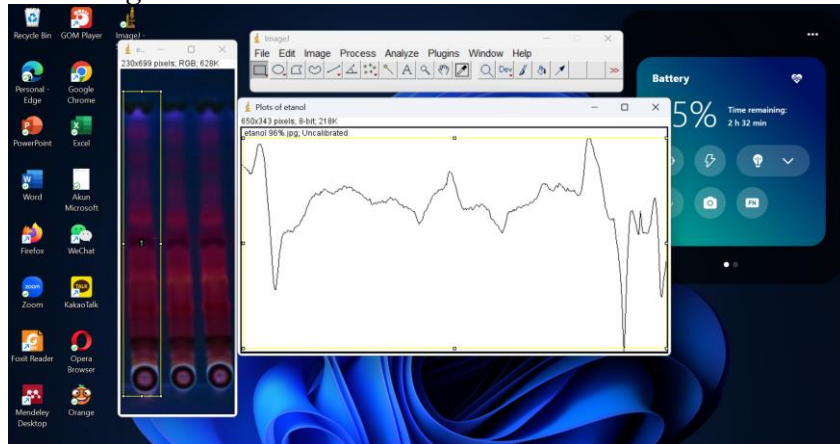 Recycle Bin
GOM Player
ImageJ -
Personal -
Edge
Google
Chrome
PowerPoint
Excel
Word
Akun
Microsoft
Firefox
WeChat
Zoom
KakaoTalk
Foxit Reader
Opera
Browser
Mendeley
Desktop
Orange
230x699 pixels; RGB; 628K
1
ImageJ
File Edit Image Process Analyze Plugins Window Help
A
Dev
>>
Plots of etanol
650x343 pixels; 8-bit; 218K
etanol 96%.jpg; Uncalibrated
Battery
5%
Time remaining:
2 h 32 min
FN